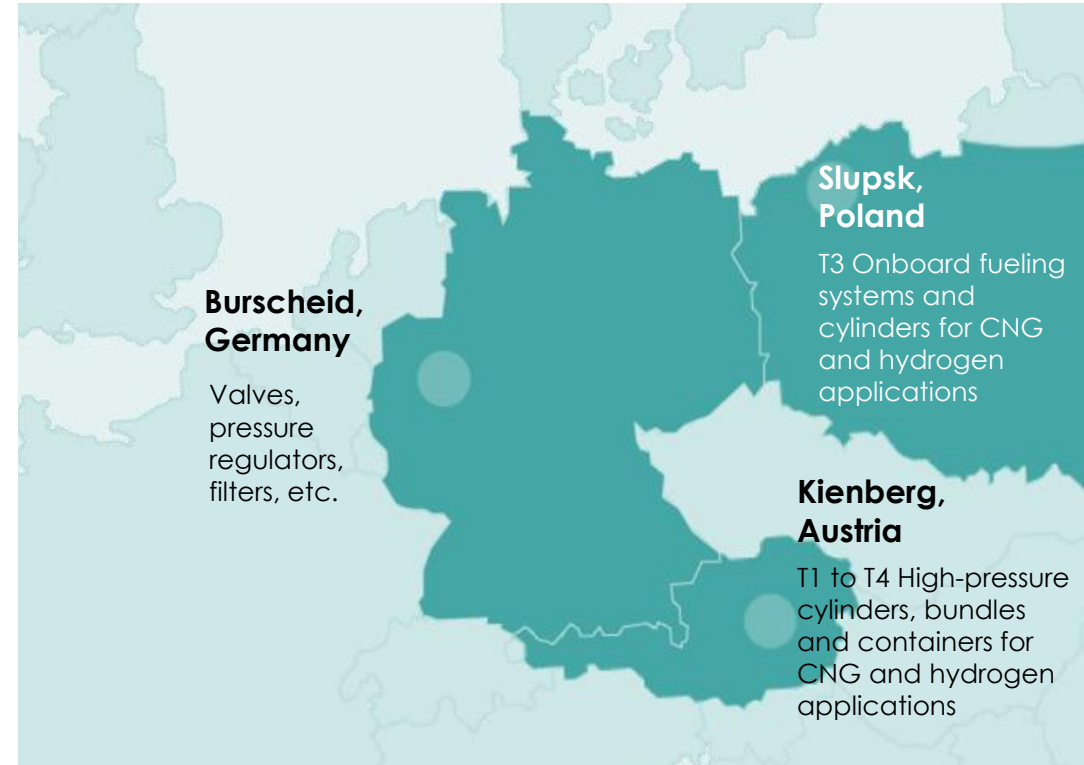 Slupsk,
Poland
T3 Onboard fueling
systems and
cylinders for CNG
and hydrogen
applications
Burscheid,
Germany
Valves,
pressure
regulators,
filters, etc.
Kienberg,
Austria
T1 to T4 High-pressure
cylinders, bundles
and containers for
CNG and hydrogen
applications